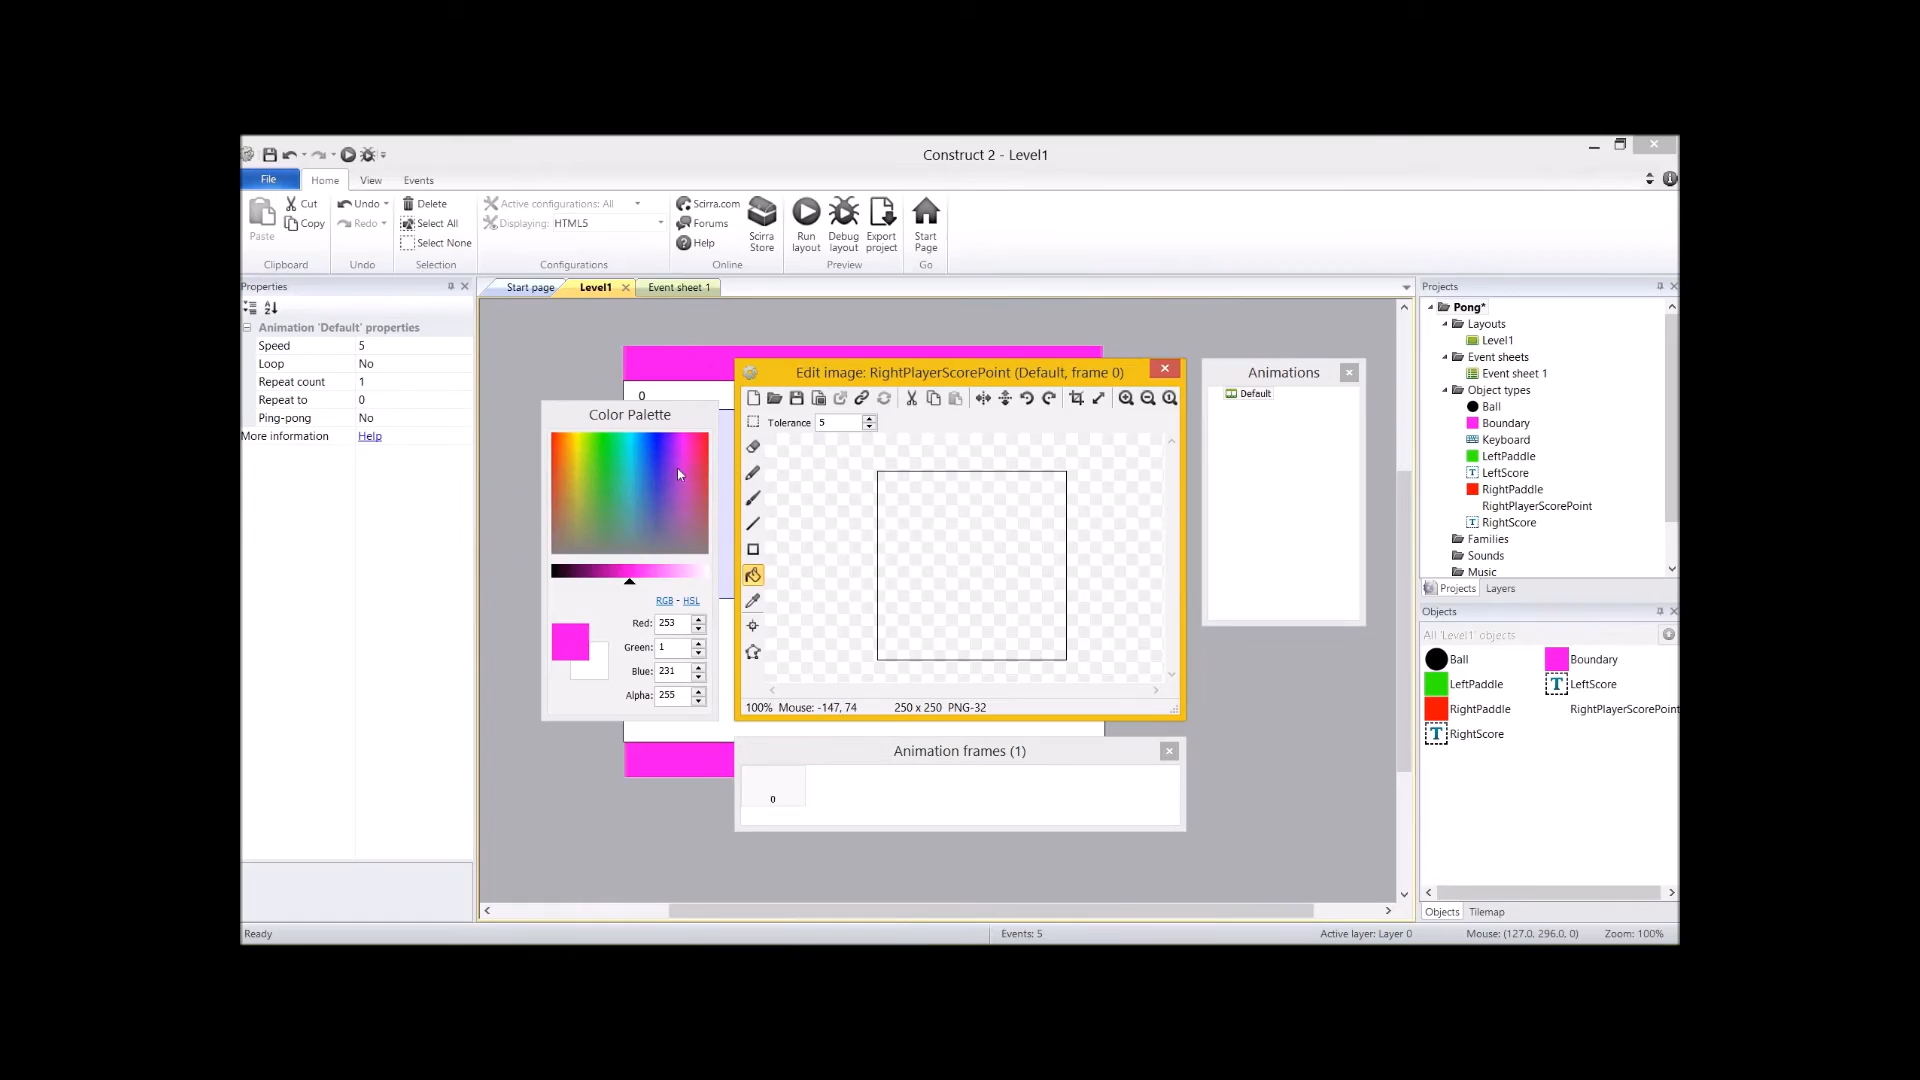 Construct 2 - Level1
File Home View Events
Paste Cut Copy
Undo Redo
Delete
Select All
Select None
Active configurations: All
Displaying: HTML5
Scirra.com
Forums
Help
Scirra Store
Run layout
Debug layout
Export project
Start Page
Clipboard Undo Selection Configurations Online Preview Go
Properties
Animation 'Default' properties
Speed 5
Loop No
Repeat count 1
Repeat to 0
Ping-pong No
More information Help
Start page Level1 Event sheet 1
0
Color Palette
RGB - HSL
Red: 253
Green: 1
Blue: 231
Alpha: 255
Edit image: RightPlayerScorePoint (Default, frame 0)
Tolerance 5
100% Mouse: -147, 74 250 x 250 PNG-32
Animation frames (1)
0
Animations
Default
Projects
Pong*
Layouts
Level1
Event sheets
Event sheet 1
Object types
Ball
Boundary
Keyboard
LeftPaddle
LeftScore
RightPaddle
RightPlayerScorePoint
RightScore
Families
Sounds
Music
Projects Layers
Objects
All 'Level1' objects
Ball Boundary
LeftPaddle LeftScore
RightPaddle RightPlayerScorePoint
RightScore
Objects Tilemap
Ready Events: 5 Active layer: Layer 0 Mouse: (127.0, 296.0, 0) Zoom: 100%